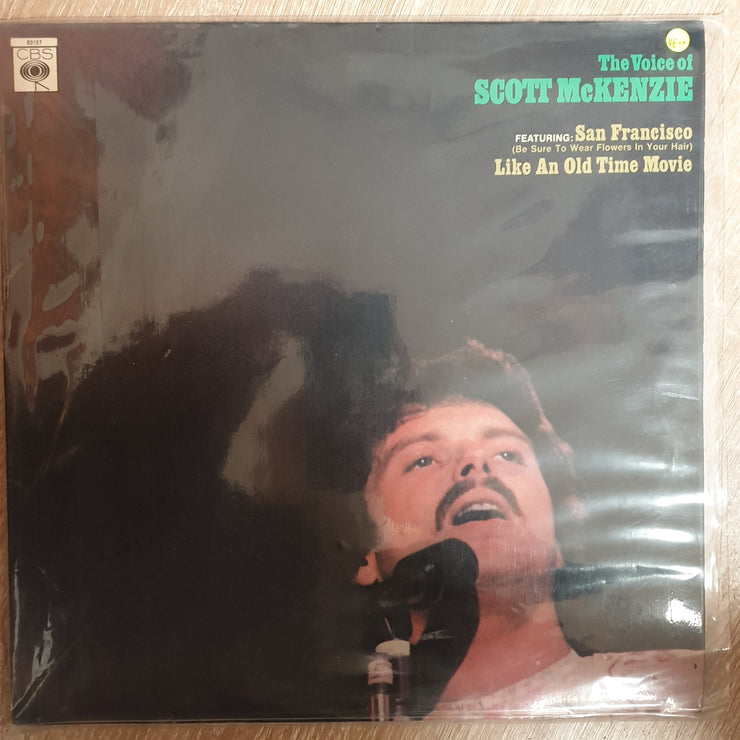 63157
CBS
The Voice of
SCOTT McKENZIE
FEATURING: San Francisco
(Be Sure To Wear Flowers In Your Hair)
Like An Old Time Movie